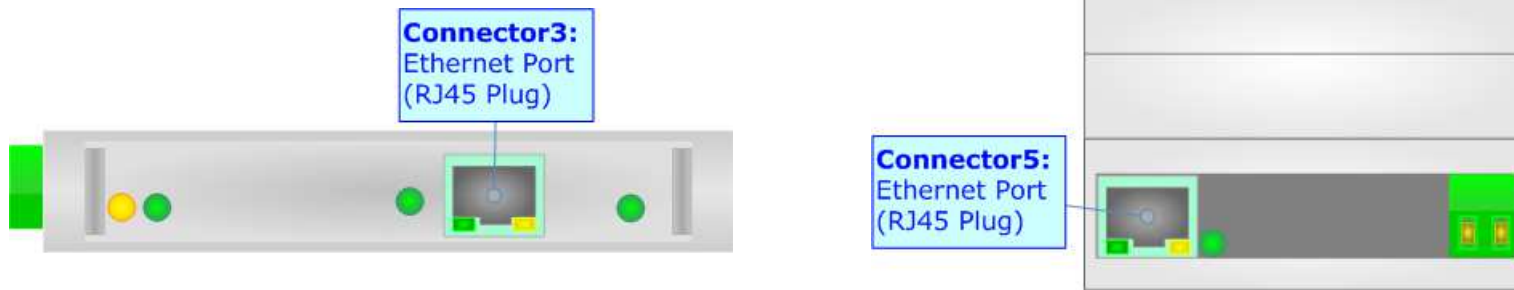 Connector3:
Ethernet Port
(RJ45 Plug)
Connector5:
Ethernet Port
(RJ45 Plug)